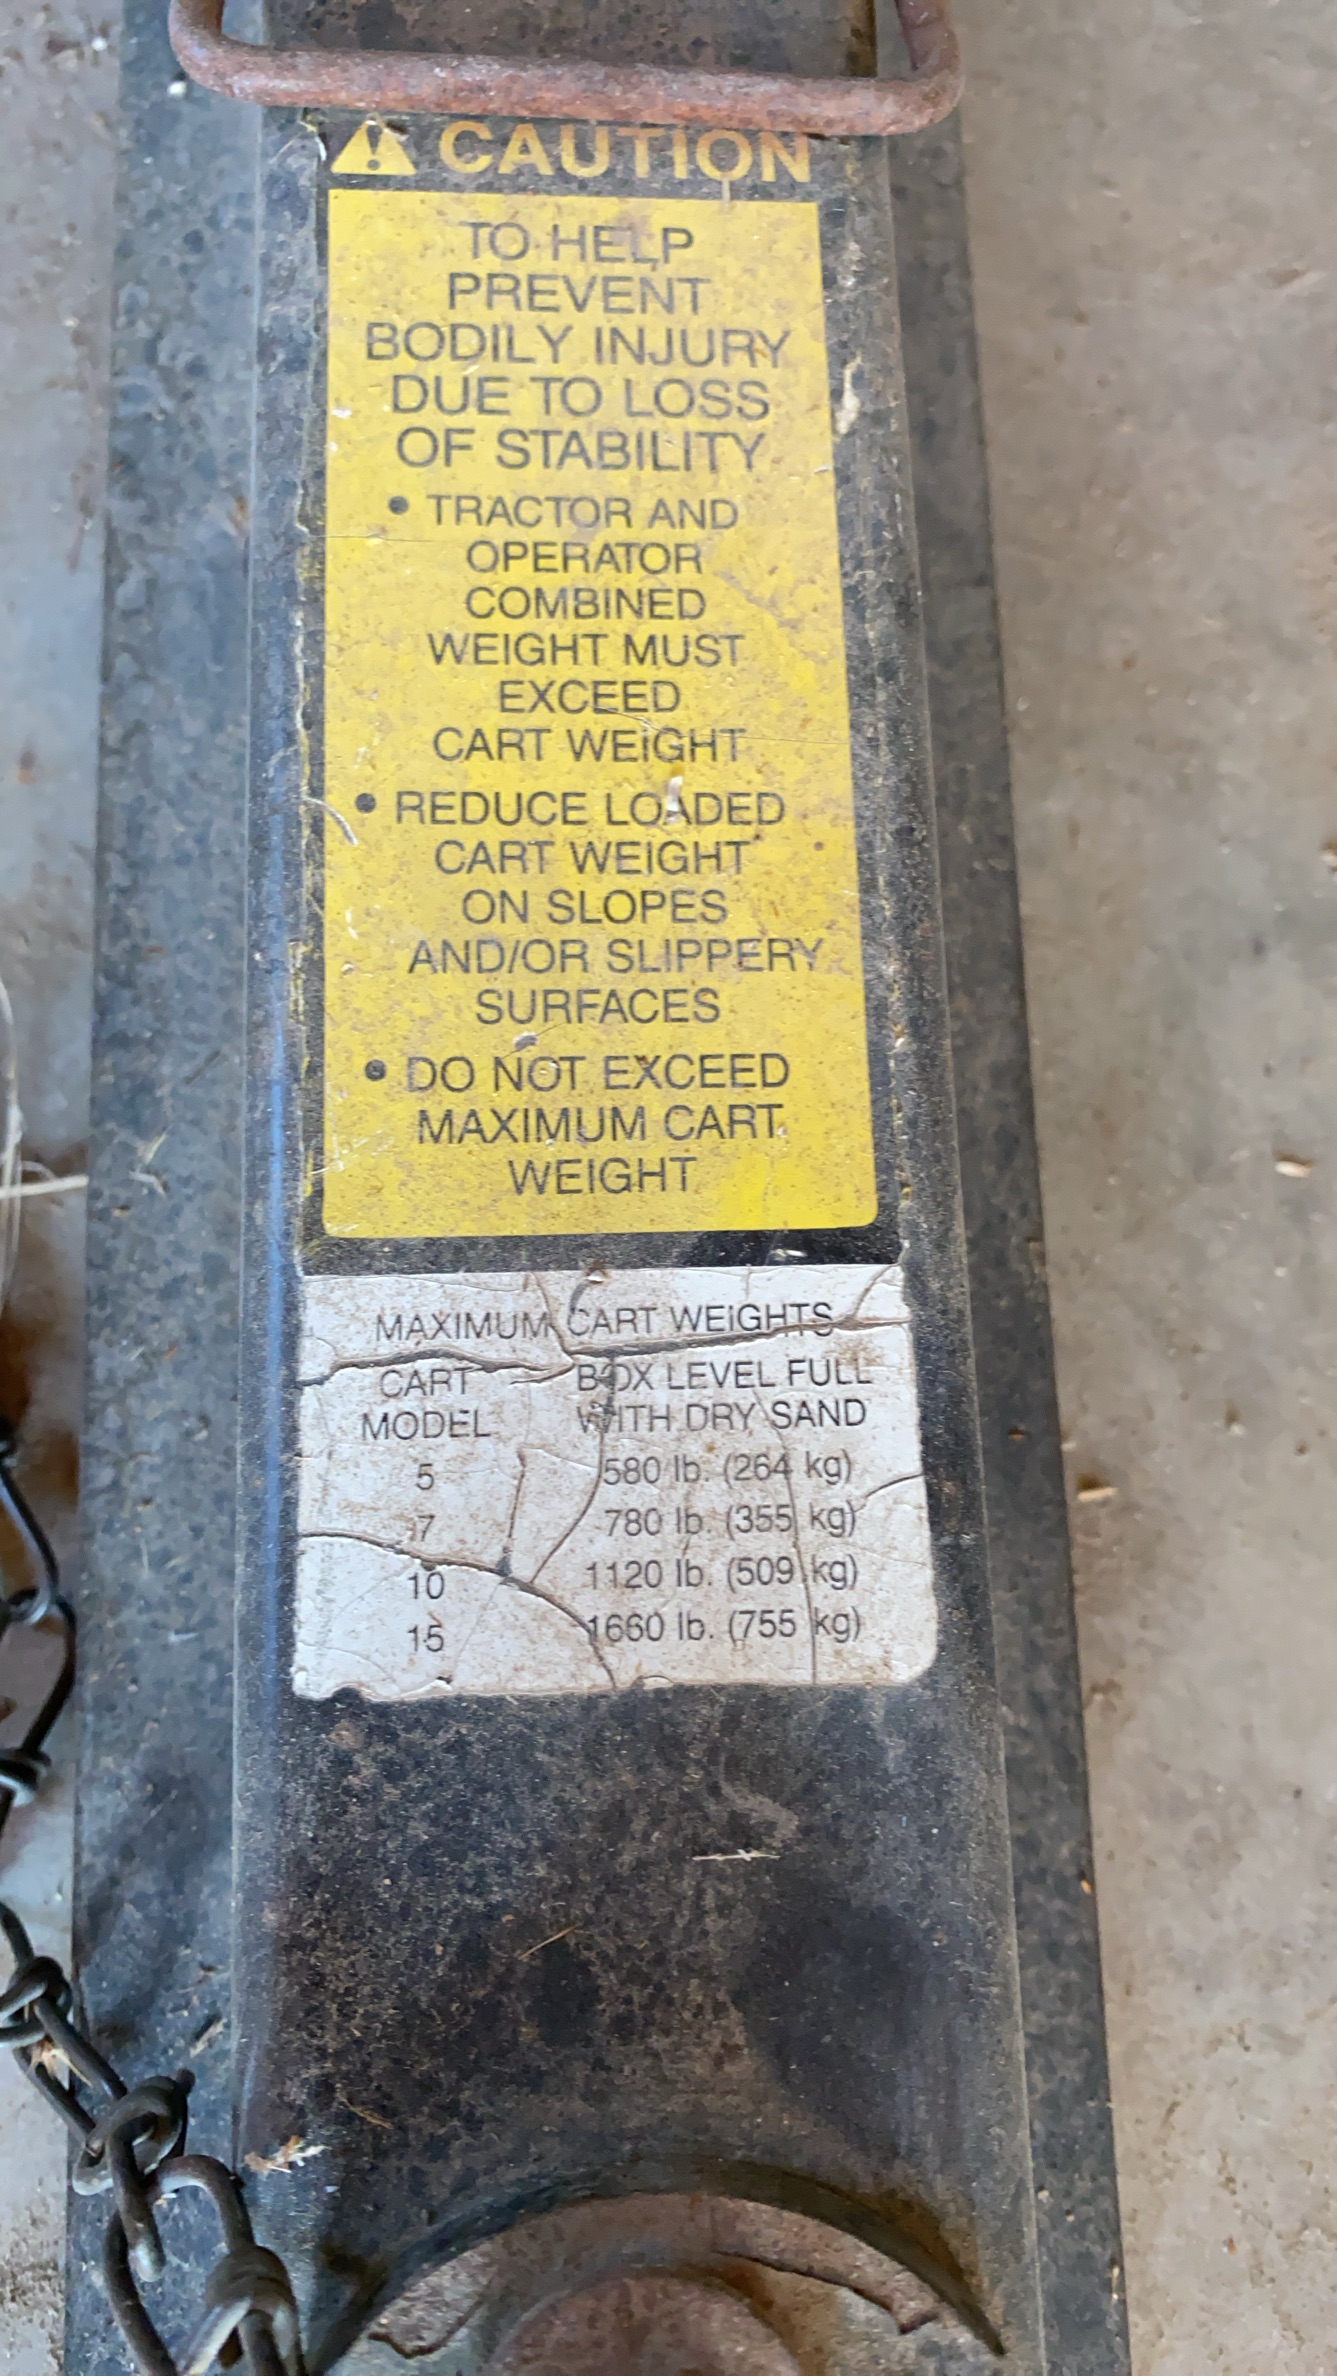 CAUTION
TO HELP
PREVENT
BODILY INJURY
DUE TO LOSS
OF STABILITY
• TRACTOR AND
OPERATOR
COMBINED
WEIGHT MUST
EXCEED
CART WEIGHT
• REDUCE LOADED
CART WEIGHT
ON SLOPES
AND/OR SLIPPERY
SURFACES
• DO NOT EXCEED
MAXIMUM CART
WEIGHT
MAXIMUM CART WEIGHTS
CART BOX LEVEL FULL
MODEL WITH DRY SAND
5 580 lb. (264 kg)
7 780 lb. (355 kg)
10 1120 lb. (509 kg)
15 1660 lb. (755 kg)